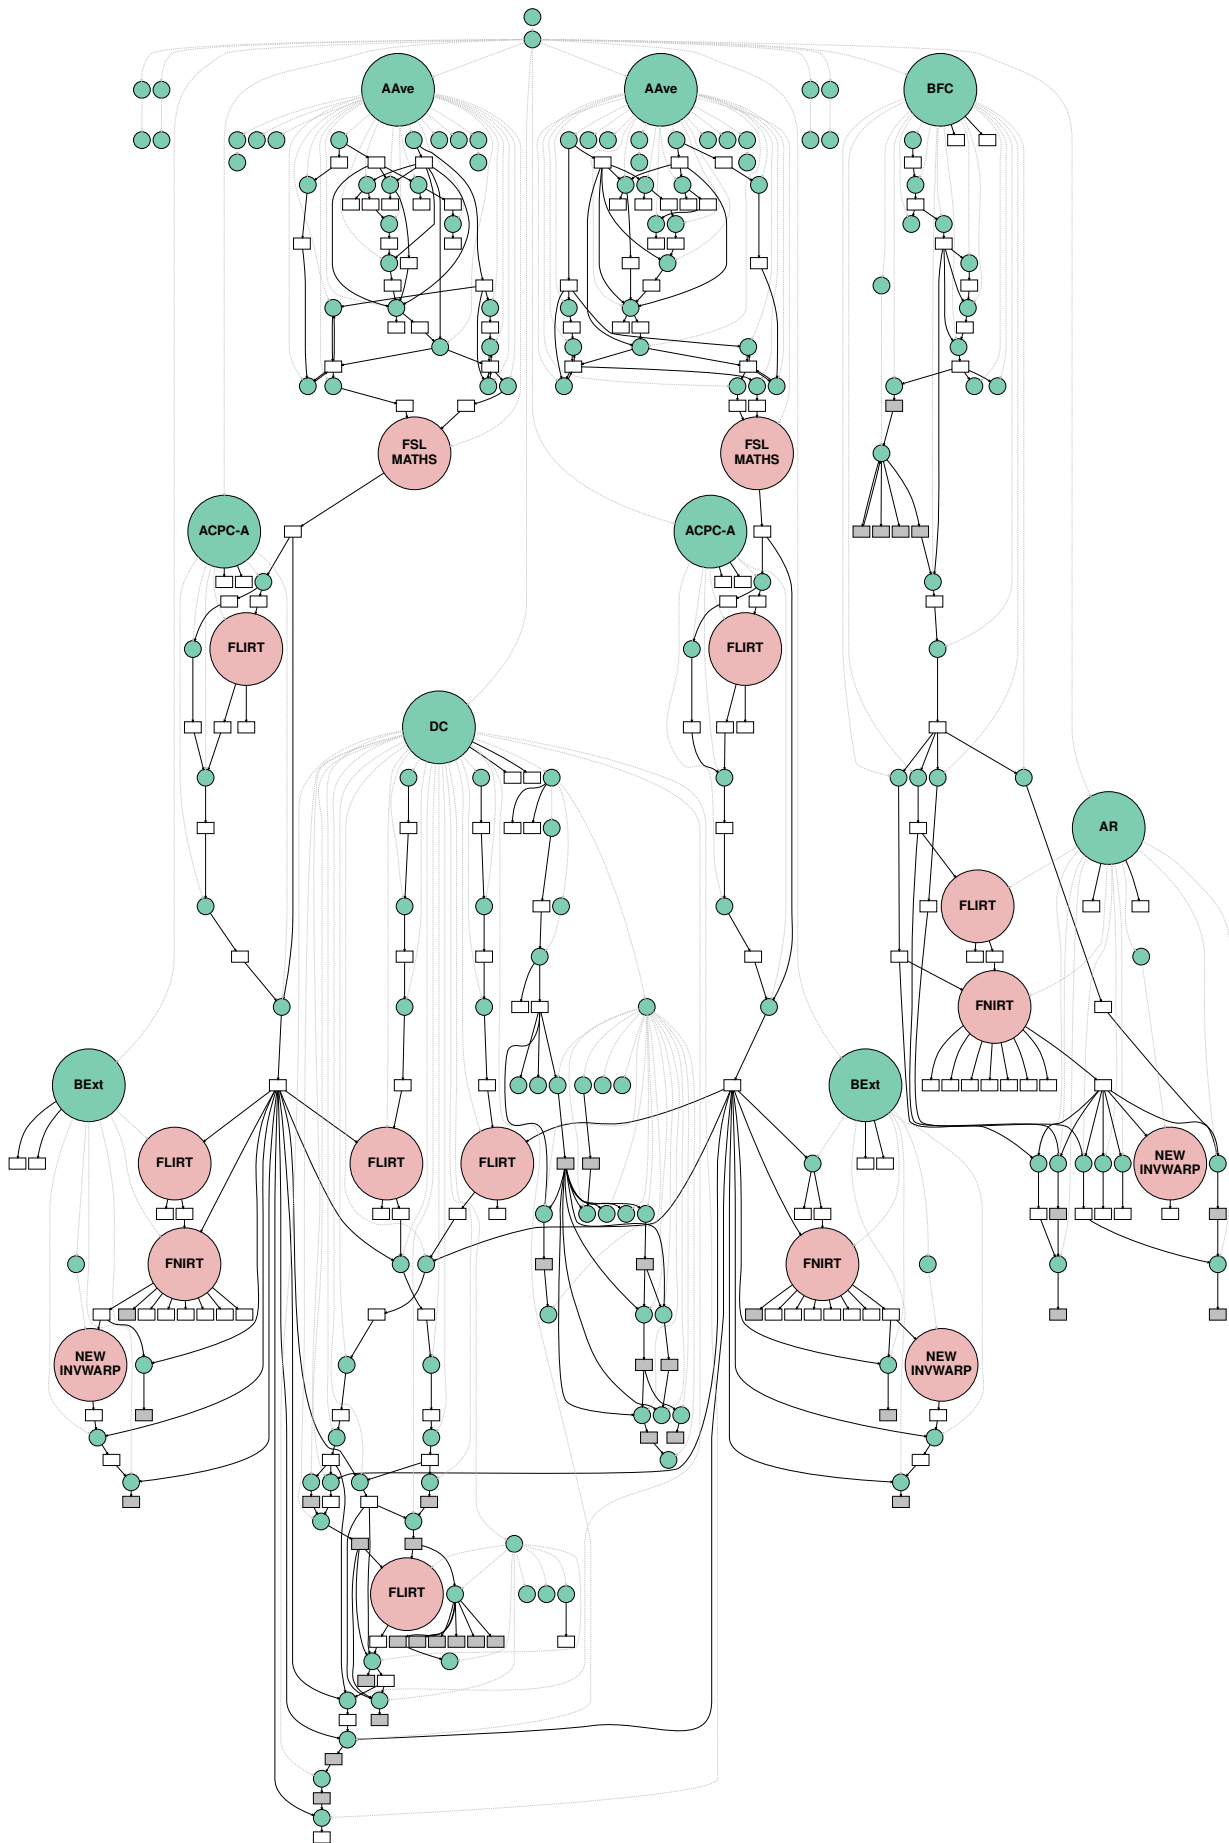 AAve
AAve
BFC
FSL
MATHS
FSL
MATHS
ACPC-A
ACPC-A
FLIRT
FLIRT
DC
AR
FLIRT
FNIRT
BExt
BExt
FLIRT
FLIRT
FLIRT
NEW
INVWARP
FNIRT
FNIRT
NEW
INVWARP
NEW
INVWARP
FLIRT